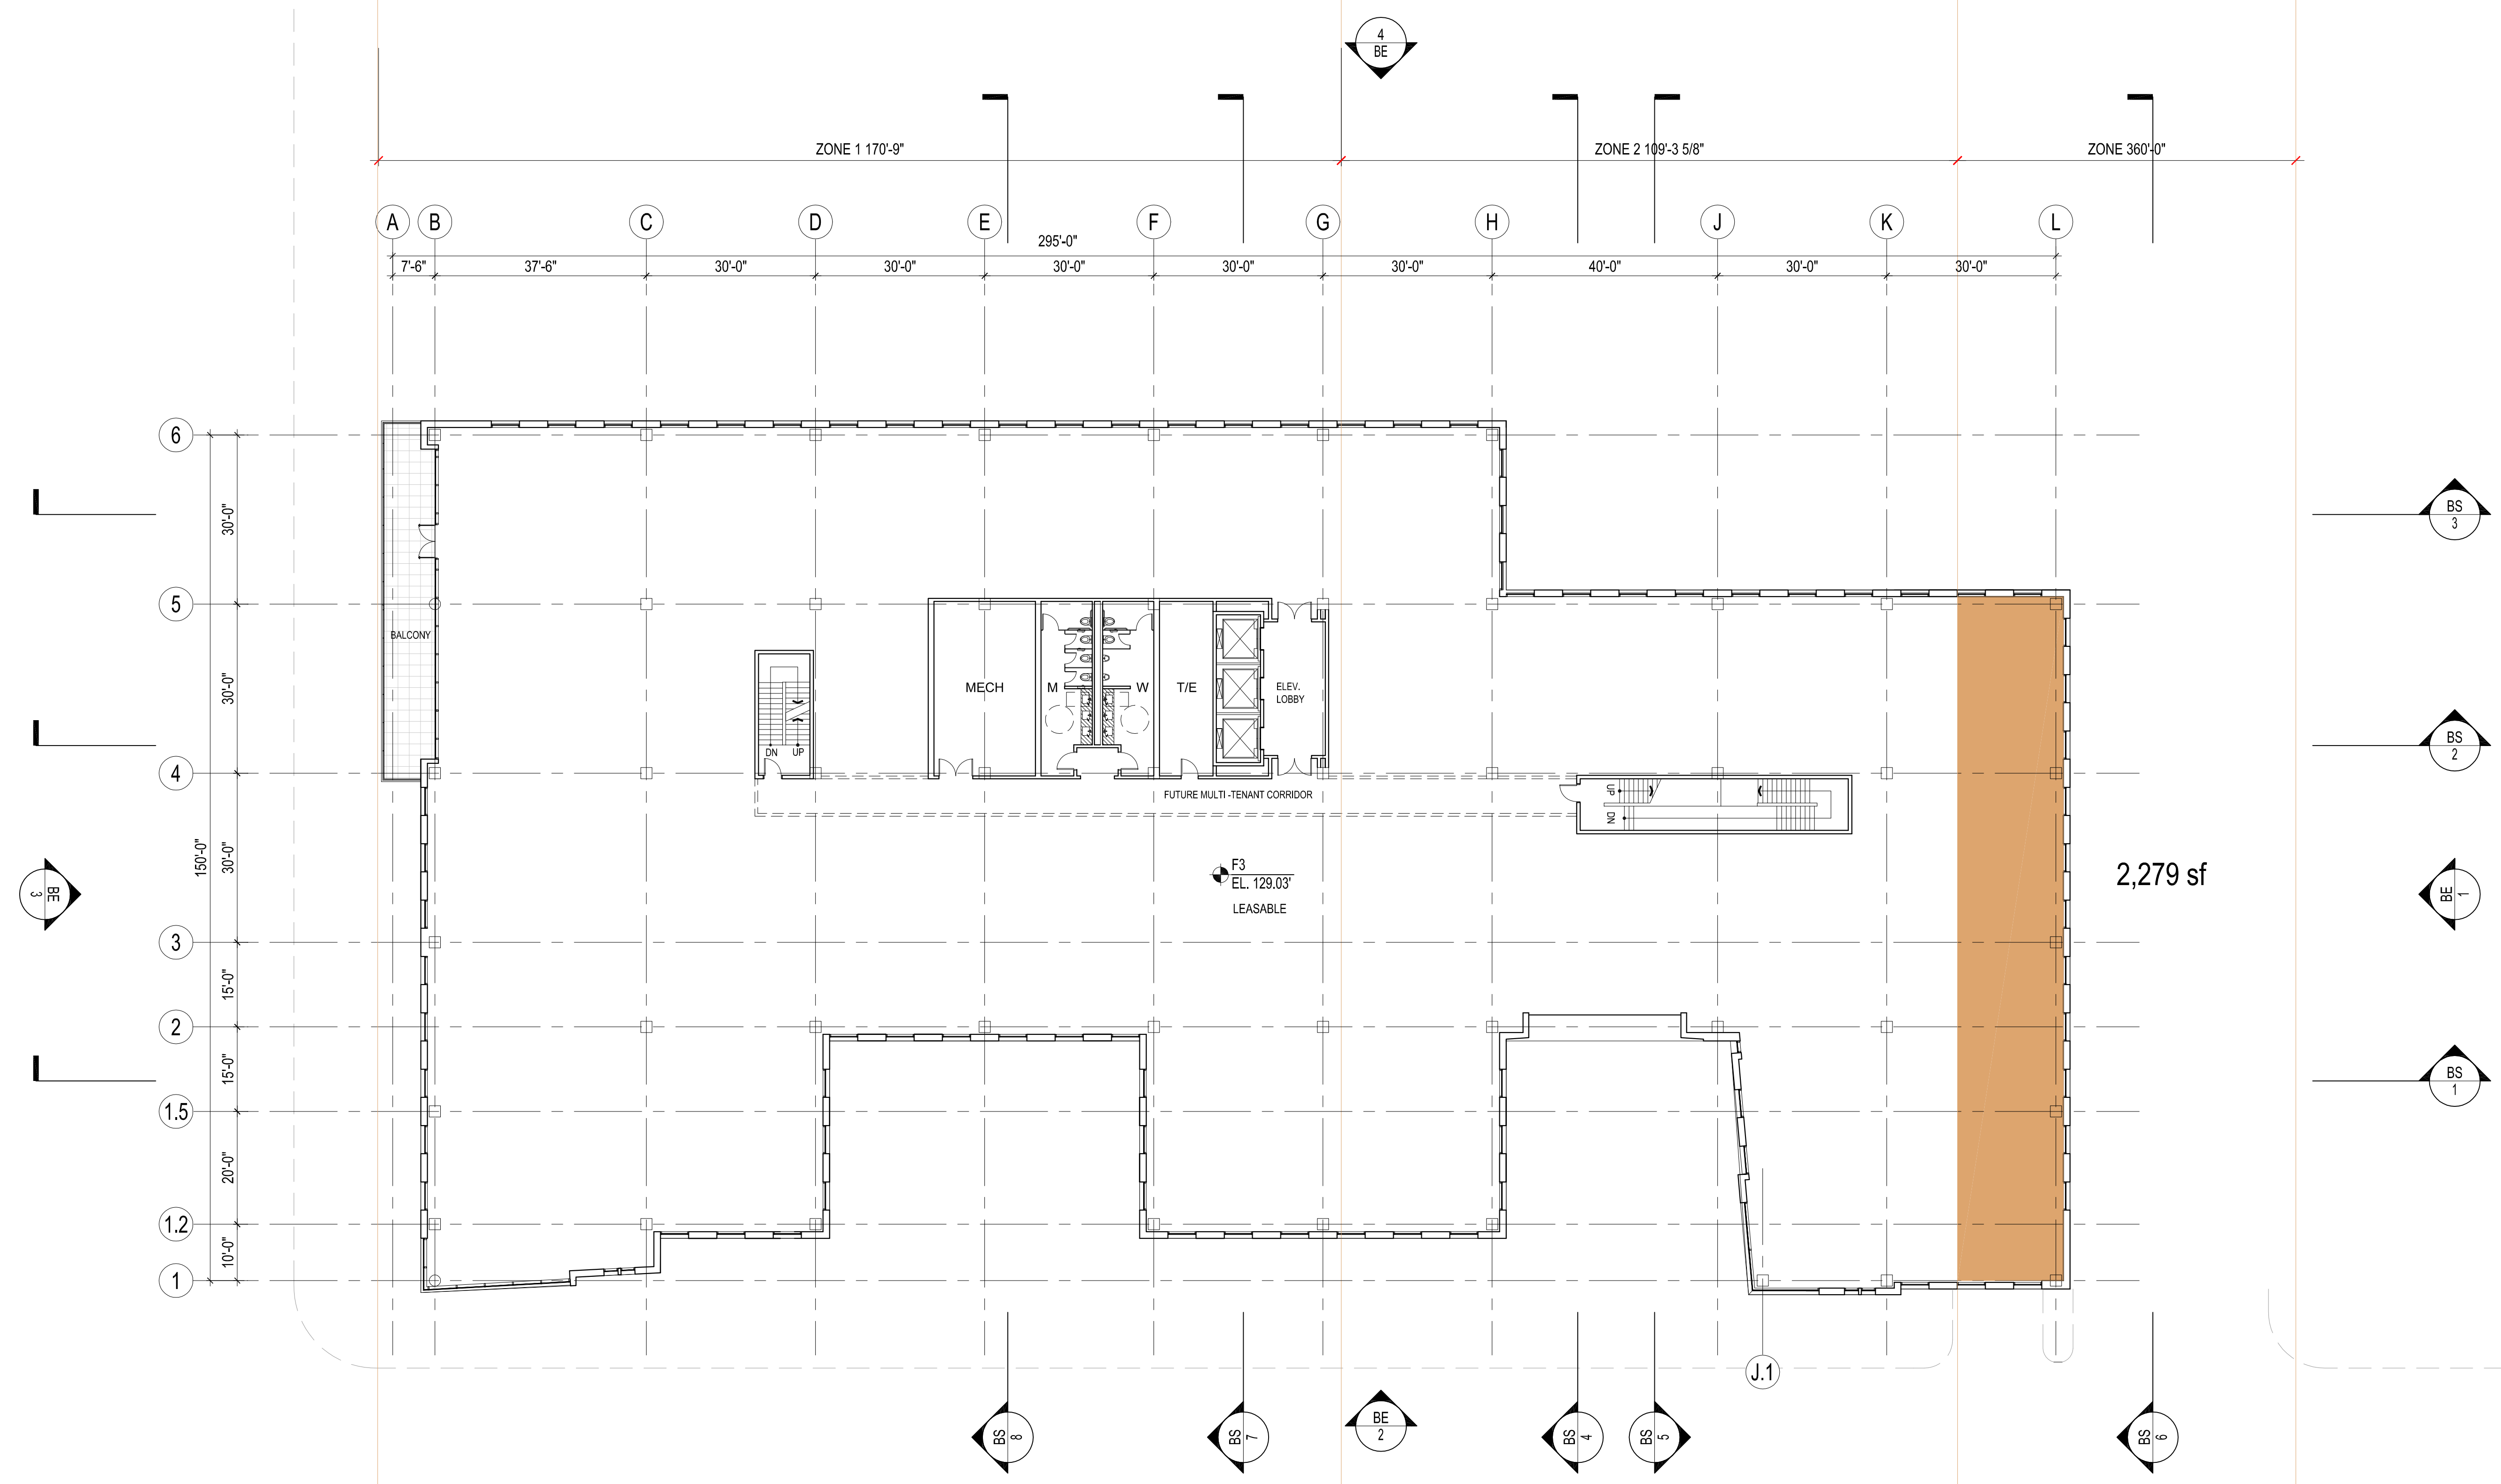 4
BE
ZONE 1 170'-9"
ZONE 2 109'-3 5/8"
ZONE 360'-0"
A
B
C
D
E
F
G
H
J
K
L
295'-0"
7'-6"
37'-6"
30'-0"
30'-0"
30'-0"
30'-0"
30'-0"
40'-0"
30'-0"
30'-0"
6
5
4
3
2
1.5
1.2
1
150'-0"
30'-0"
30'-0"
30'-0"
15'-0"
15'-0"
20'-0"
10'-0"
BALCONY
MECH
M
W
T/E
ELEV.
LOBBY
DN
UP
FUTURE MULTI -TENANT CORRIDOR
UP
DN
F3
EL. 129.03'
LEASABLE
2,279 sf
BS
3
BS
2
BE
1
BS
1
BE
3
J.1
BS
8
BS
7
BE
2
BS
4
BS
5
BS
6